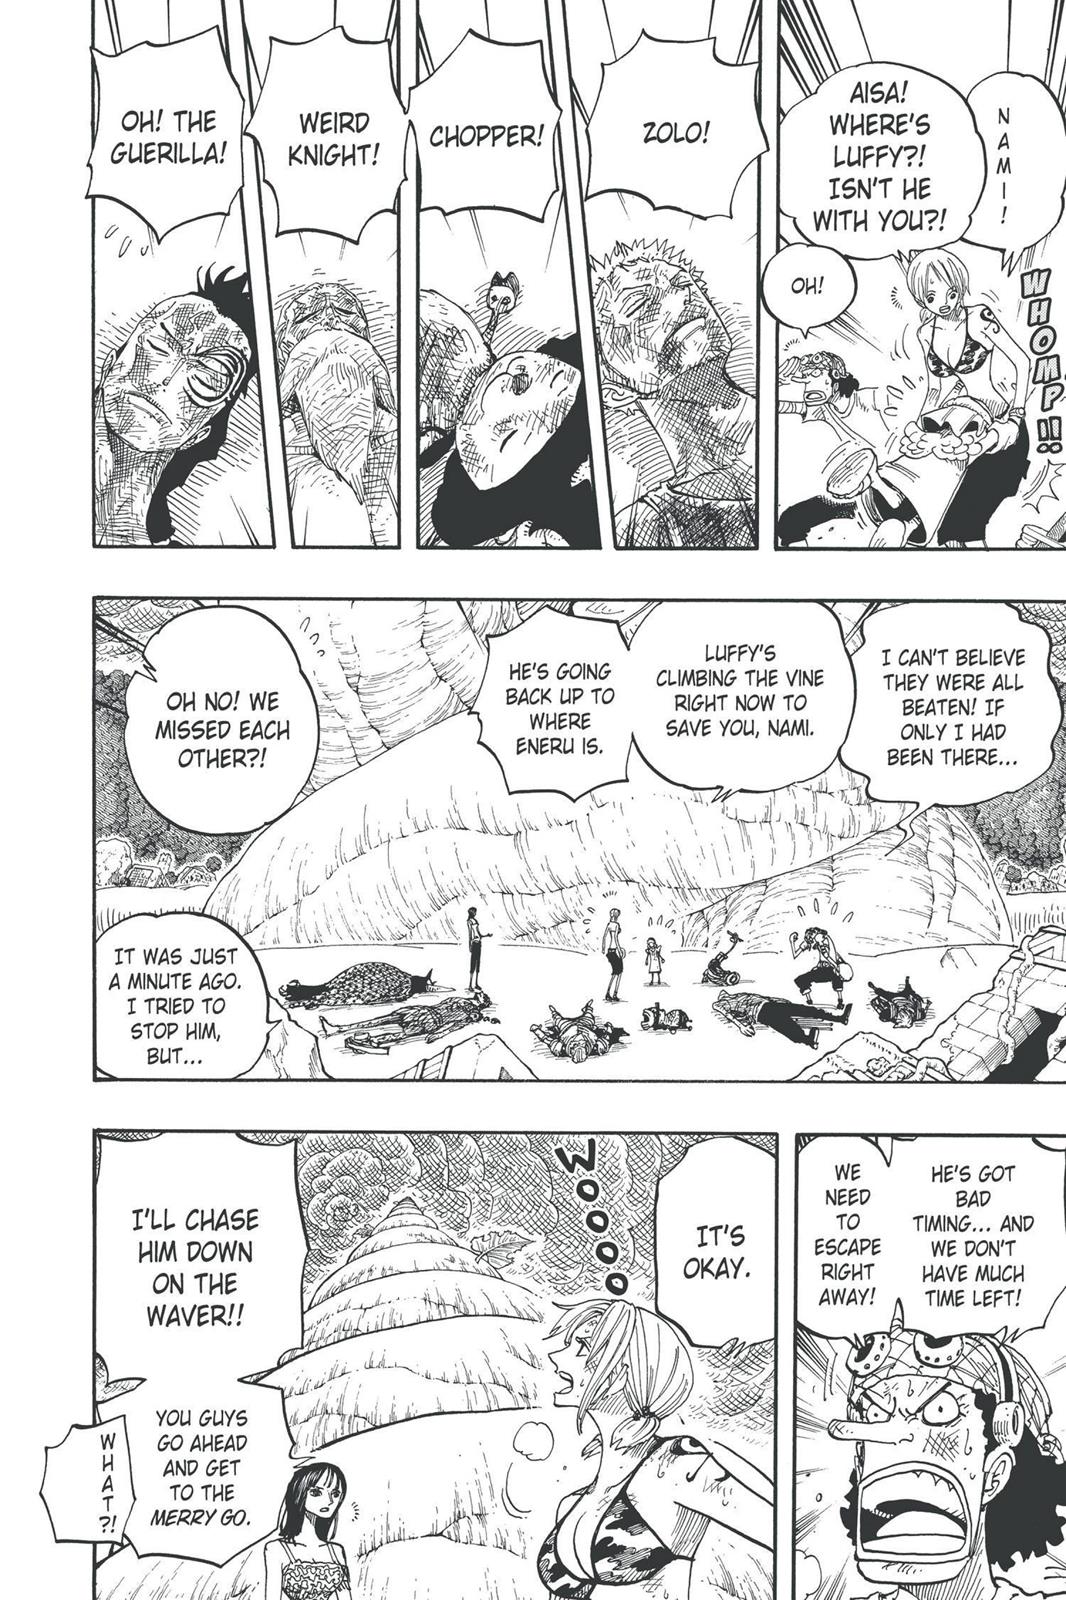 NAMI!
AISA!
WHERE'S
LUFFY?!
ISN'T HE
WITH YOU?!
WHOMP!!
OH!
ZOLO!
CHOPPER!
WEIRD
KNIGHT!
OH! THE
GUERILLA!
I CAN'T BELIEVE
THEY WERE ALL
BEATEN! IF
ONLY I HAD
BEEN THERE...
LUFFY'S
CLIMBING THE VINE
RIGHT NOW TO
SAVE YOU, NAMI.
HE'S GOING
BACK UP TO
WHERE
ENERU IS.
OH NO! WE
MISSED EACH
OTHER?!
IT WAS JUST
A MINUTE AGO.
I TRIED TO
STOP HIM,
BUT...
HE'S GOT
BAD
TIMING... AND
WE DON'T
HAVE MUCH
TIME LEFT!
WE
NEED
TO
ESCAPE
RIGHT
AWAY!
IT'S
OKAY.
WOOOO
I'LL CHASE
HIM DOWN
ON THE
WAVER!!
YOU GUYS
GO AHEAD
AND GET
TO THE
MERRY GO.
WHAT?!